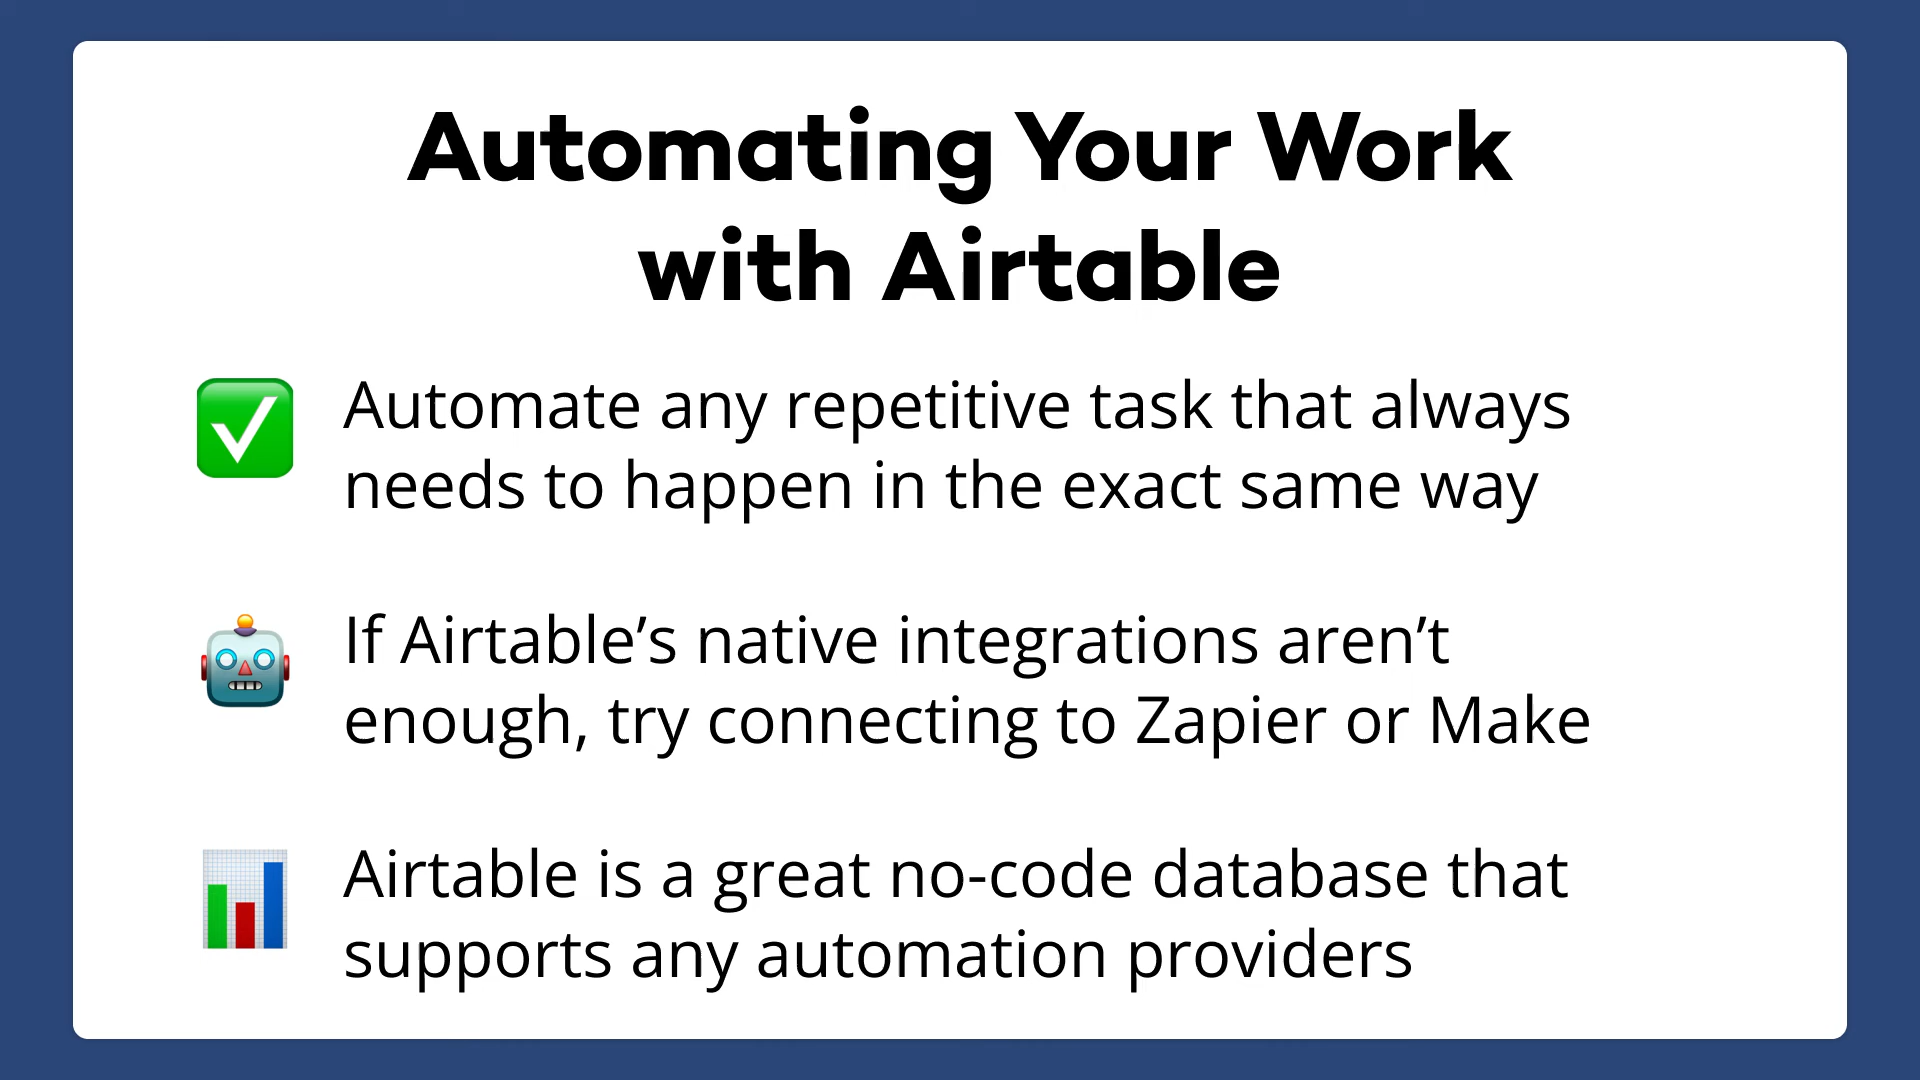 Automating Your Work
with Airtable
Automate any repetitive task that always
needs to happen in the exact same way
If Airtable’s native integrations aren’t
enough, try connecting to Zapier or Make
Airtable is a great no-code database that
supports any automation providers